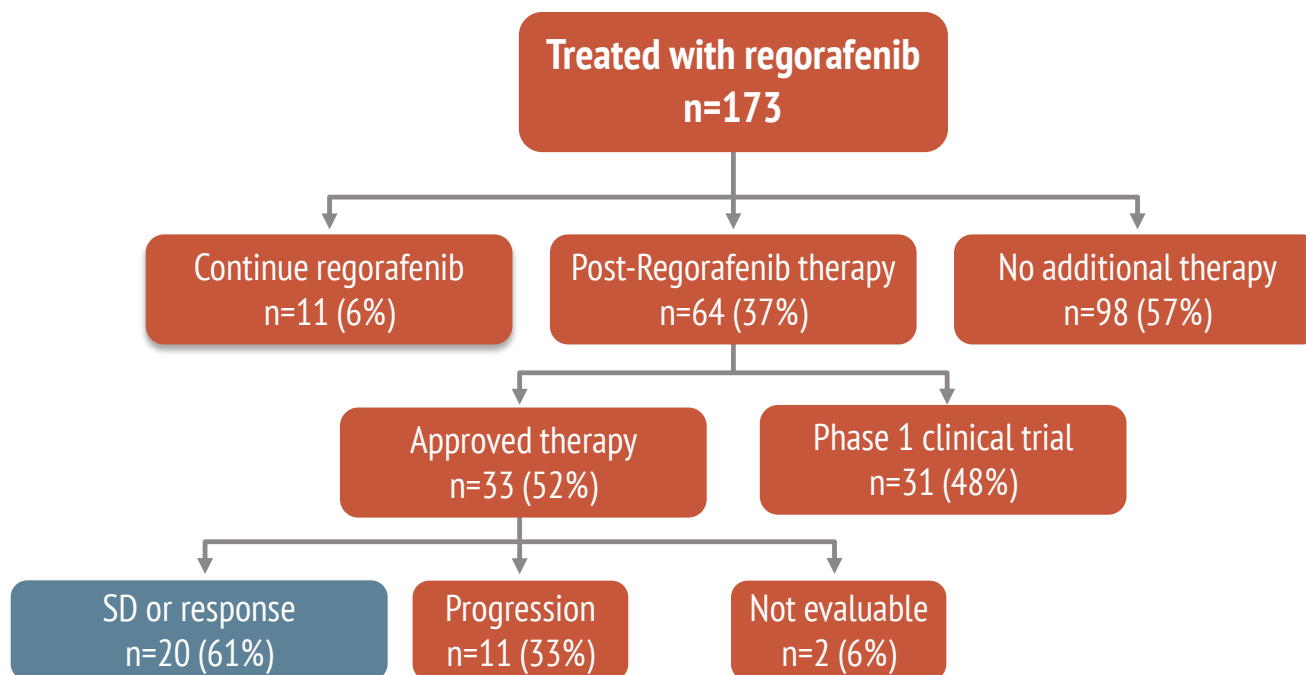 Treated with regorafenib
n=173
Continue regorafenib
n=11 (6%)
Post-Regorafenib therapy
n=64 (37%)
No additional therapy
n=98 (57%)
Approved therapy
n=33 (52%)
Phase 1 clinical trial
n=31 (48%)
SD or response
n=20 (61%)
Progression
n=11 (33%)
Not evaluable
n=2 (6%)